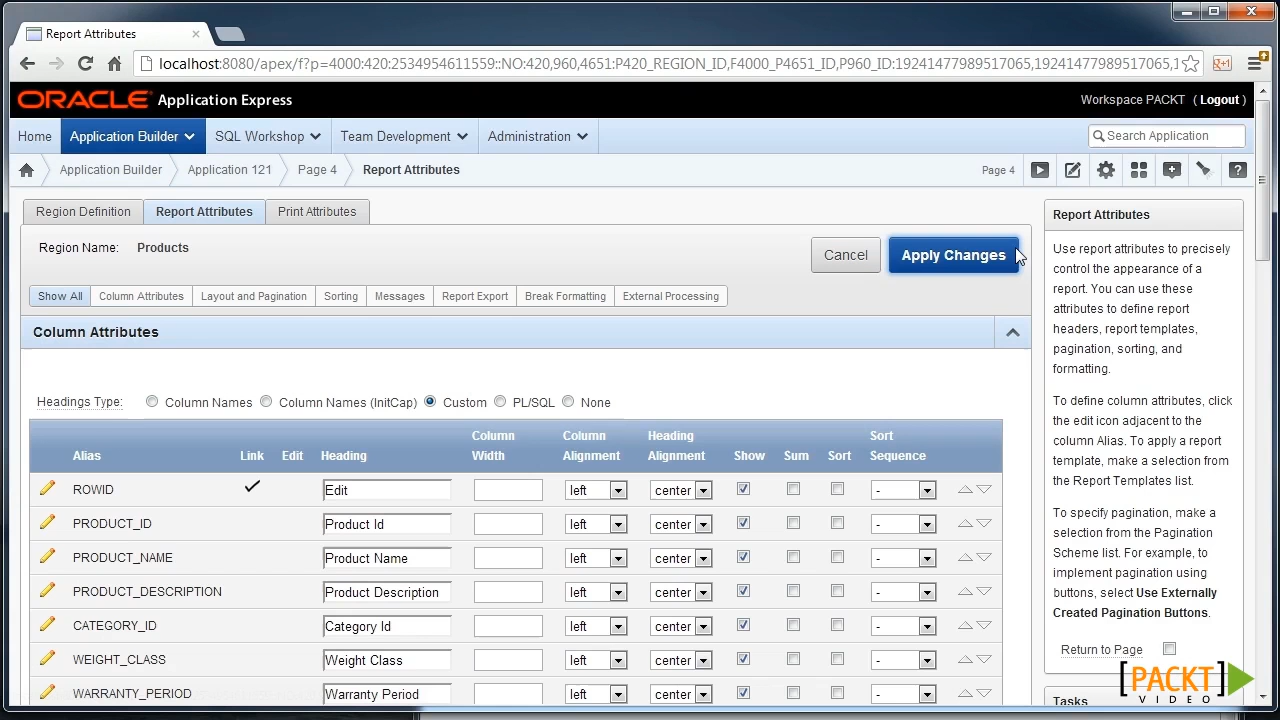 Report Attributes
localhost:8080/apex/f?p=4000:420:2534954611559::NO:420,960,4651:P420_REGION_ID,F4000_P4651_ID,P960_ID:19241477989517065,19241477989517065,1
ORACLE Application Express
Workspace PACKT ( Logout )
Home Application Builder SQL Workshop Team Development Administration Search Application
Application Builder Application 121 Page 4 Report Attributes Page 4
Region Definition Report Attributes Print Attributes
Region Name: Products
Cancel Apply Changes
Show All Column Attributes Layout and Pagination Sorting Messages Report Export Break Formatting External Processing
Column Attributes
Headings Type: Column Names Column Names (InitCap) Custom PL/SQL None
Alias Link Edit Heading Column Width Column Alignment Heading Alignment Show Sum Sort Sort Sequence
ROWID Edit left center -
PRODUCT_ID Product Id left center -
PRODUCT_NAME Product Name left center -
PRODUCT_DESCRIPTION Product Description left center -
CATEGORY_ID Category Id left center -
WEIGHT_CLASS Weight Class left center -
WARRANTY_PERIOD Warranty Period left center -
Report Attributes
Use report attributes to precisely
control the appearance of a
report. You can use these
attributes to define report
headers, report templates,
pagination, sorting, and
formatting.
To define column attributes, click
the edit icon adjacent to the
column Alias. To apply a report
template, make a selection from
the Report Templates list.
To specify pagination, make a
selection from the Pagination
Scheme list. For example, to
implement pagination using
buttons, select Use Externally
Created Pagination Buttons.
Return to Page
Tasks
[PACKT]
VIDEO